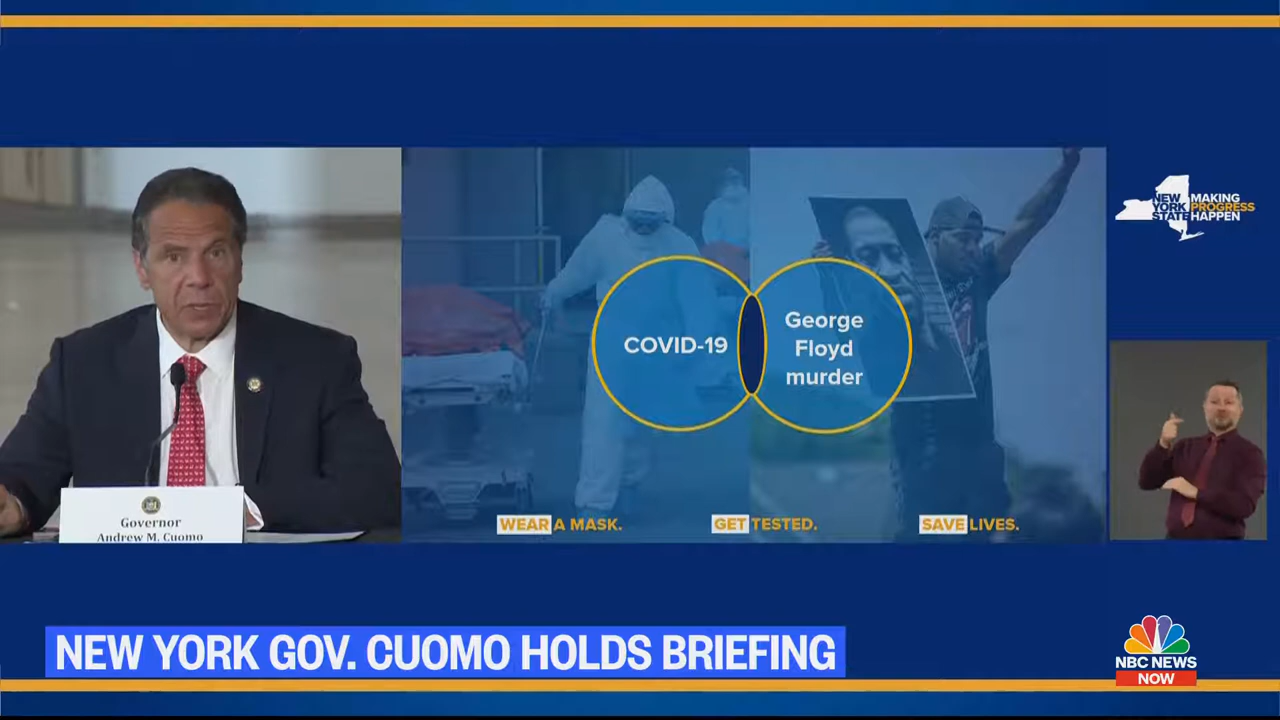 Governor
Andrew M. Cuomo
COVID-19
George
Floyd
murder
WEAR A MASK.
GET TESTED.
SAVE LIVES.
NEW
YORK
STATE
MAKING
PROGRESS
HAPPEN
NEW YORK GOV. CUOMO HOLDS BRIEFING
NBC NEWS
NOW